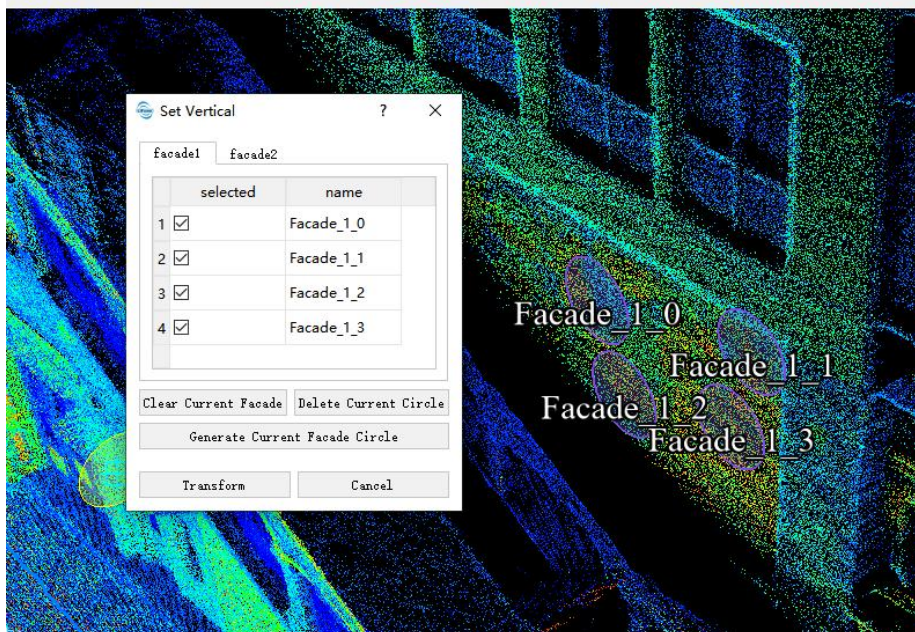 Set Vertical ?
facade1 facade2
selected name
1 Facade_1_0
2 Facade_1_1
3 Facade_1_2
4 Facade_1_3
Clear Current Facade Delete Current Circle
Generate Current Facade Circle
Transform Cancel
Facade_1_0
Facade_1_1
Facade_1_2
Facade_1_3